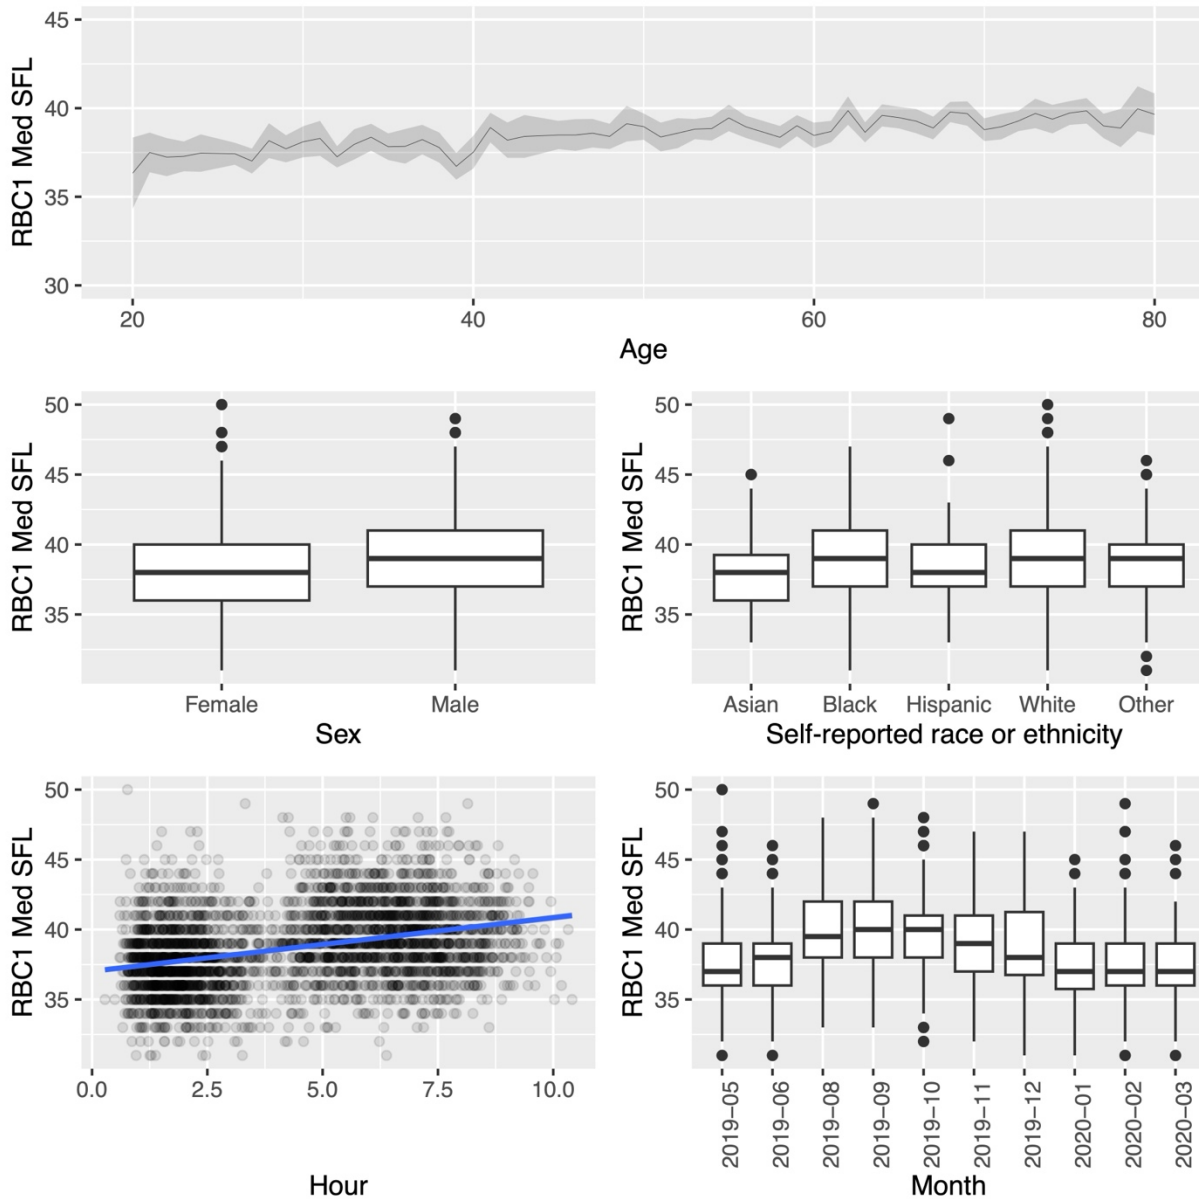 RBC1 Med SFL
45
40
35
30
20
40
60
80
Age
RBC1 Med SFL
50
45
40
35
Female
Male
Sex
RBC1 Med SFL
50
45
40
35
Asian
Black
Hispanic
White
Other
Self-reported race or ethnicity
RBC1 Med SFL
50
45
40
35
0.0
2.5
5.0
7.5
10.0
Hour
RBC1 Med SFL
50
45
40
35
2019-05
2019-06
2019-08
2019-09
2019-10
2019-11
2019-12
2020-01
2020-02
2020-03
Month